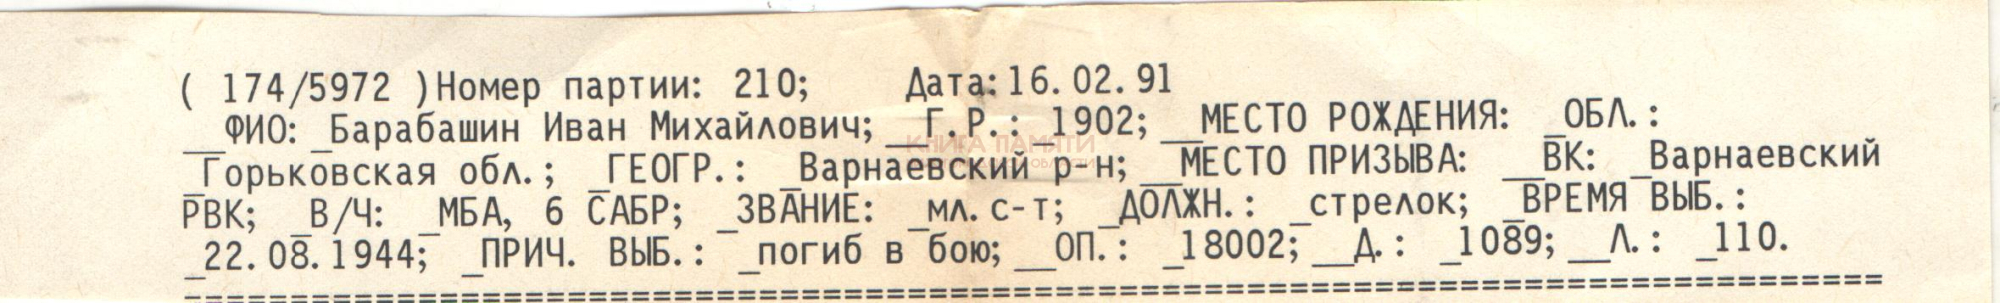 ( 174/5972 )Номер партии: 210; Дата:16.02.91
__ФИО: _Барабашин Иван Михайлович; __Г.Р.: _1902; __МЕСТО РОЖДЕНИЯ: _ОБЛ.:
_Горьковская обл.; _ГЕОГР.: _Варнаевский р-н; __МЕСТО ПРИЗЫВА: __ВК: _Варнаевский
РВК; _В/Ч: _МБА, 6 САБР; _ЗВАНИЕ: _мл.с-т; _ДОЛЖН.: _стрелок; _ВРЕМЯ ВЫБ.:
_22.08.1944; _ПРИЧ. ВЫБ.: _погиб в бою; __ОП.: _18002; __Д.: _1089; __Л.: _110.
КНИГА ПАМЯТИ